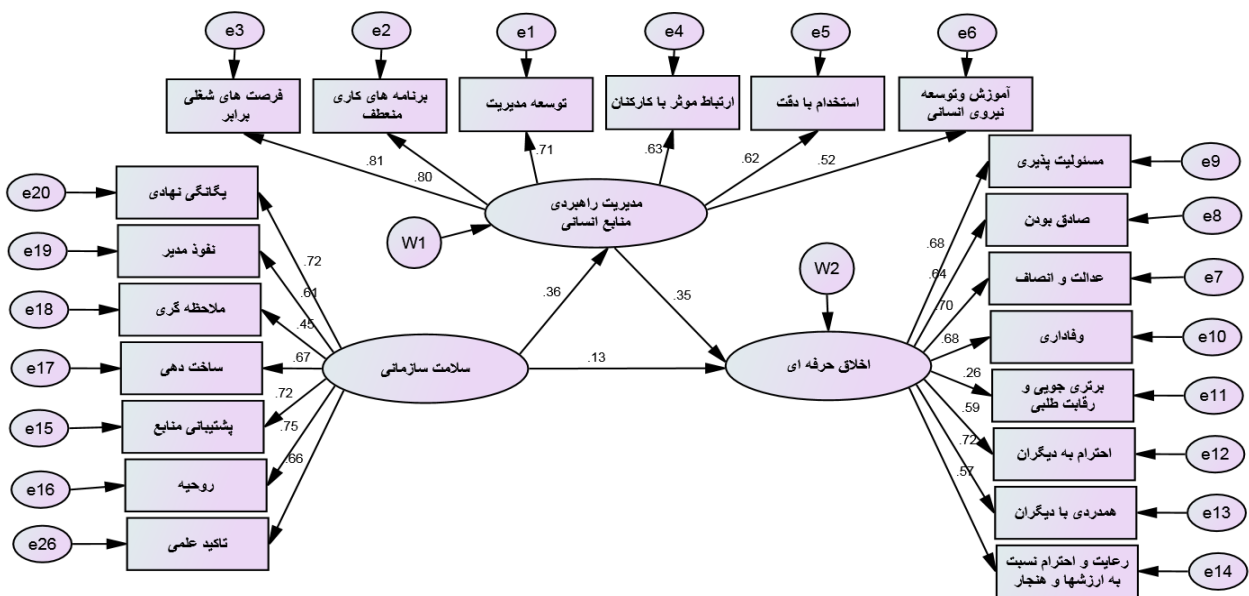 e3
e2
e1
e4
e5
e6
فرصت های شغلی
برابر
برنامه های کاری
منعطف
توسعه مدیریت
ارتباط موثر با کارکنان
استخدام با دقت
آموزش وتوسعه
نیروی انسانی
.81
.80
.71
.63
.62
.52
مدیریت راهبردی
منابع انسانی
W1
W2
e20
یگانگی نهادی
e19
نفوذ مدیر
e18
ملاحظه گری
e17
ساخت دهی
e15
پشتیبانی منابع
e16
روحیه
e26
تاکید علمی
.72
.61
.45
.67
.72
.75
.66
سلامت سازمانی
.36
.35
.13
اخلاق حرفه ای
.68
.64
.70
.68
.26
.59
.72
.57
مسئولیت پذیری
e9
صادق بودن
e8
عدالت و انصاف
e7
وفاداری
e10
برتری جویی و
رقابت طلبی
e11
احترام به دیگران
e12
همدردی با دیگران
e13
رعایت و احترام نسبت
به ارزشها و هنجار
e14